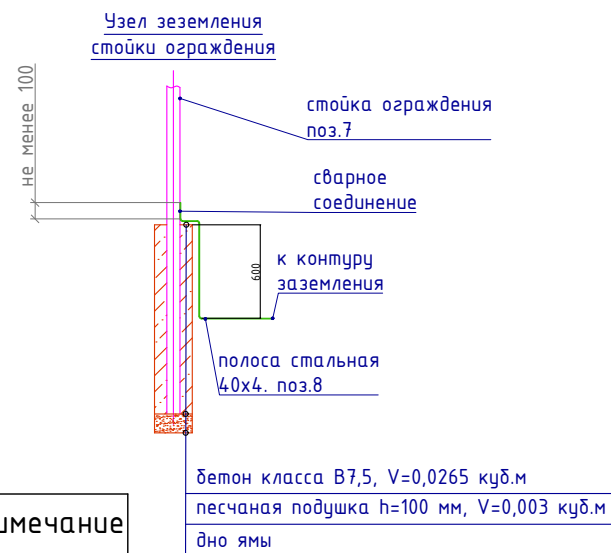 Узел зеземления
стойки ограждения
не менее 100
стойка ограждения
поз.7
сварное
соединение
600
к контуру
заземления
полоса стальная
40х4. поз.8
бетон класса В7,5, V=0,0265 куб.м
песчаная подушка h=100 мм, V=0,003 куб.м
дно ямы
имечание